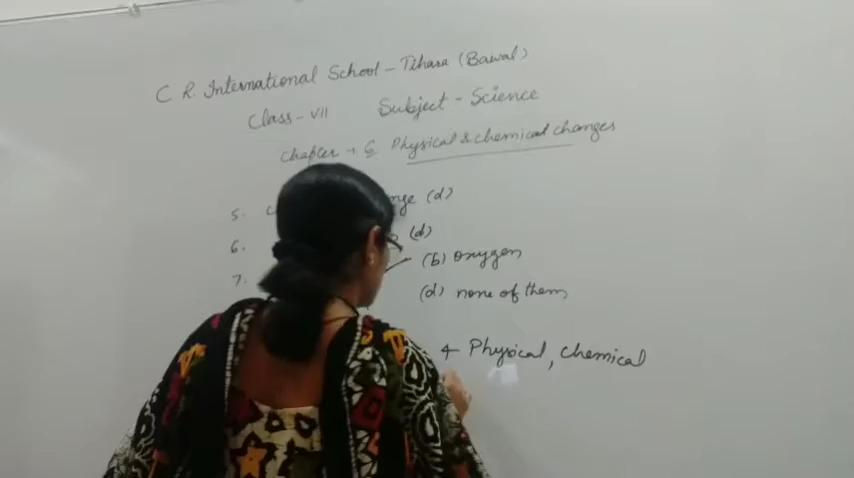 C R. International School - Tihara (Bawal)
Class - VII Subject - Science
Chapter → 6 Physical & chemical changes
5. (d)
6. (d)
7. (b) oxygen
(d) none of them
Physical, Chemical